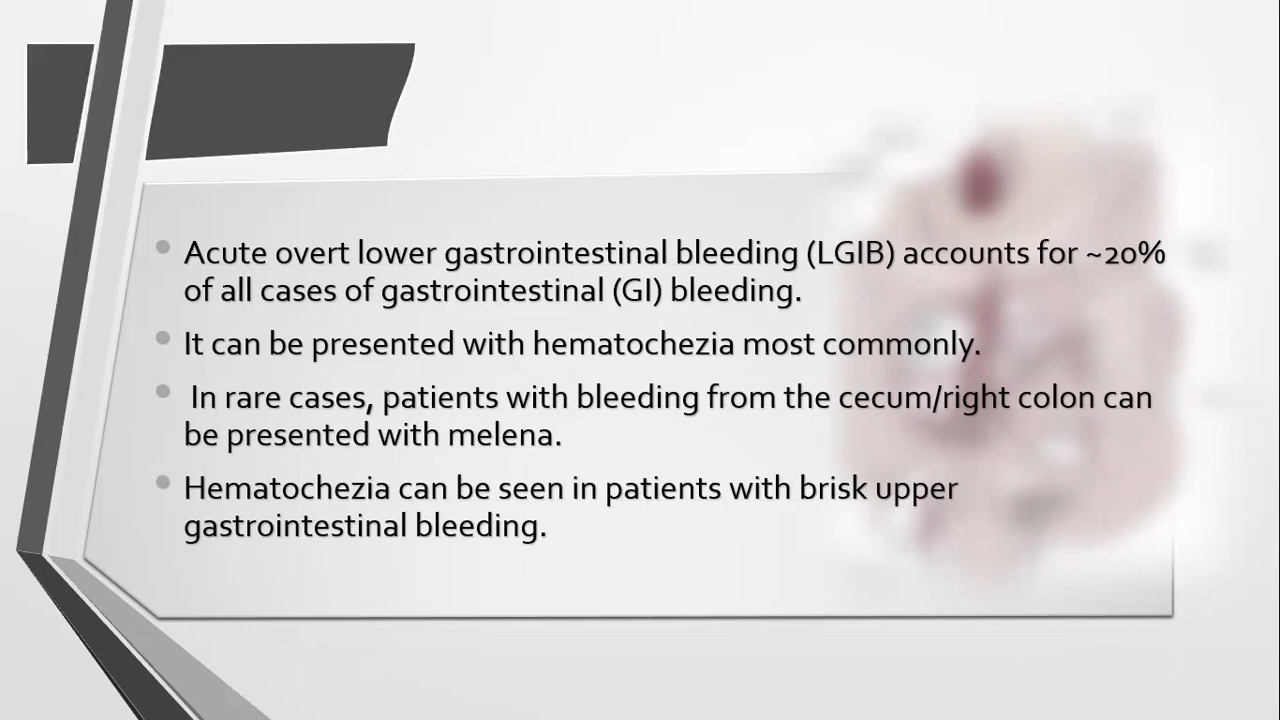 Acute overt lower gastrointestinal bleeding (LGIB) accounts for ~20%
of all cases of gastrointestinal (GI) bleeding.
It can be presented with hematochezia most commonly.
In rare cases, patients with bleeding from the cecum/right colon can
be presented with melena.
Hematochezia can be seen in patients with brisk upper
gastrointestinal bleeding.